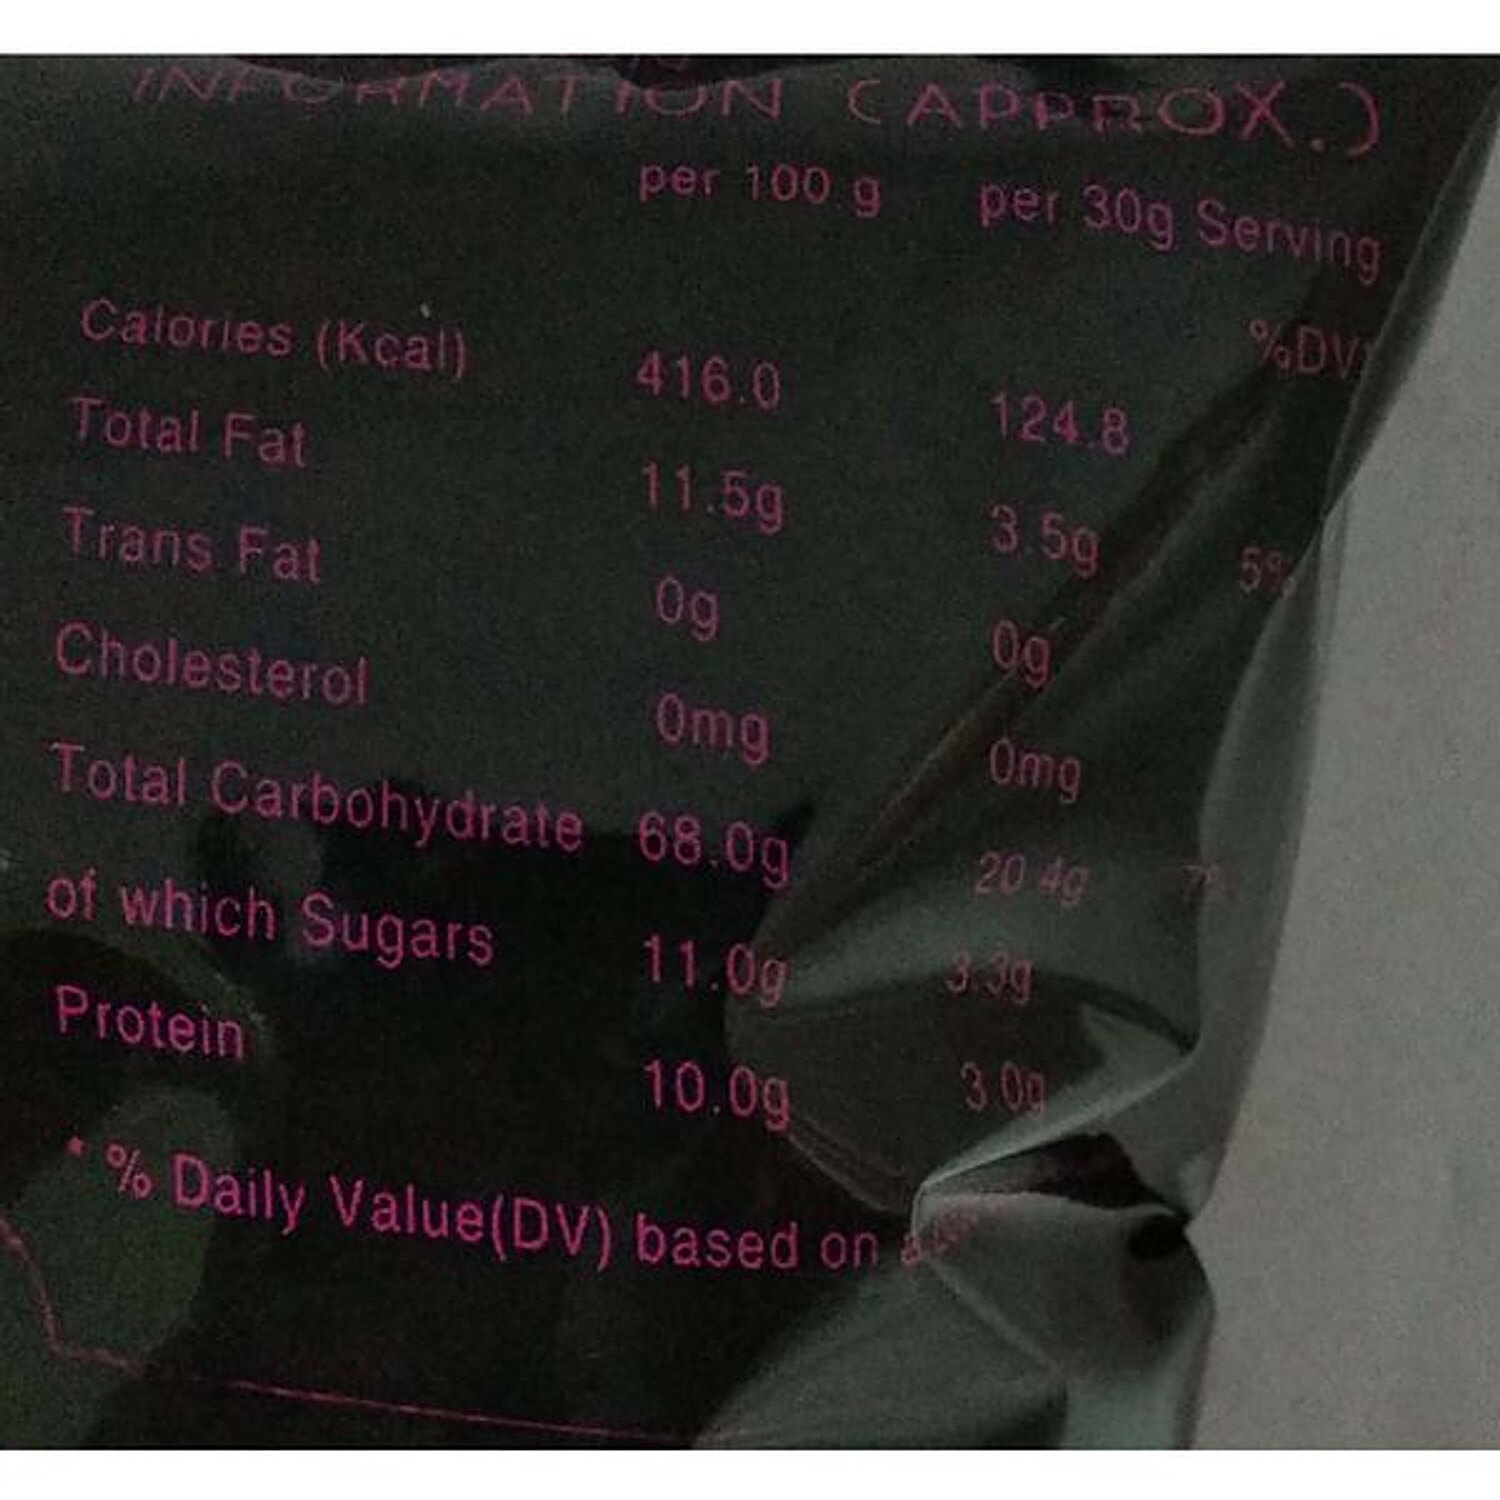 INFORMATION (APPROX.)
per 100 g per 30g Serving
%DV*
Calories (Kcal) 416.0 124.8
Total Fat 11.5g 3.5g 5%
Trans Fat 0g 0g
Cholesterol 0mg 0mg
Total Carbohydrate 68.0g 20.4g 7%
of which Sugars 11.0g 3.3g
Protein 10.0g 3.0g
* % Daily Value(DV) based on